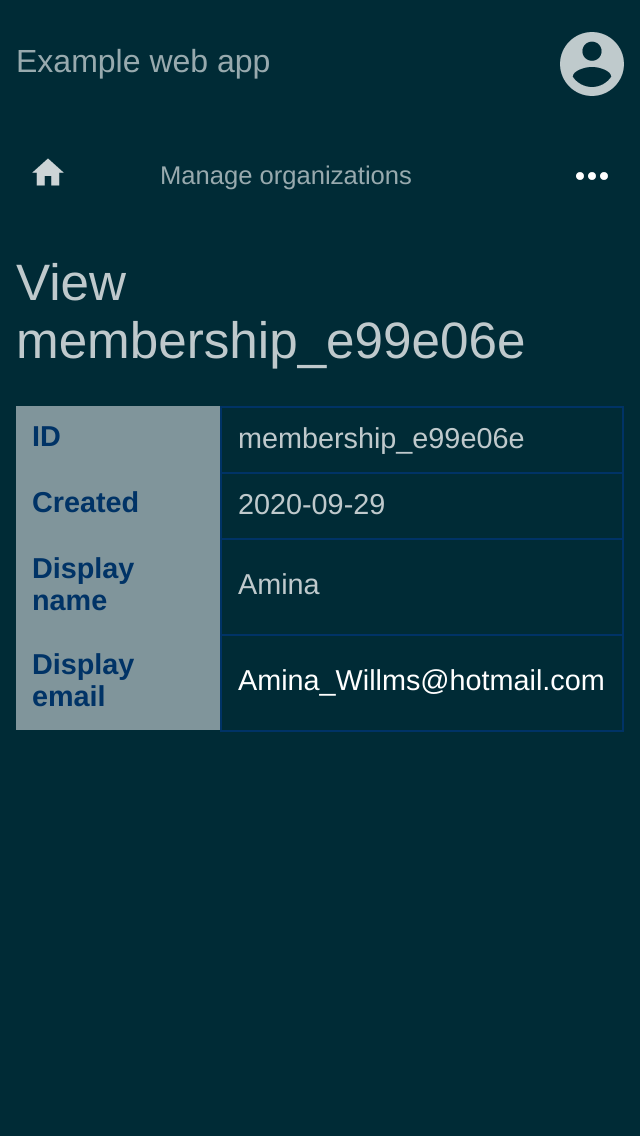 Example web app
Manage organizations
View
membership_e99e06e
ID
membership_e99e06e
Created
2020-09-29
Display
name
Amina
Display
email
Amina_Willms@hotmail.com